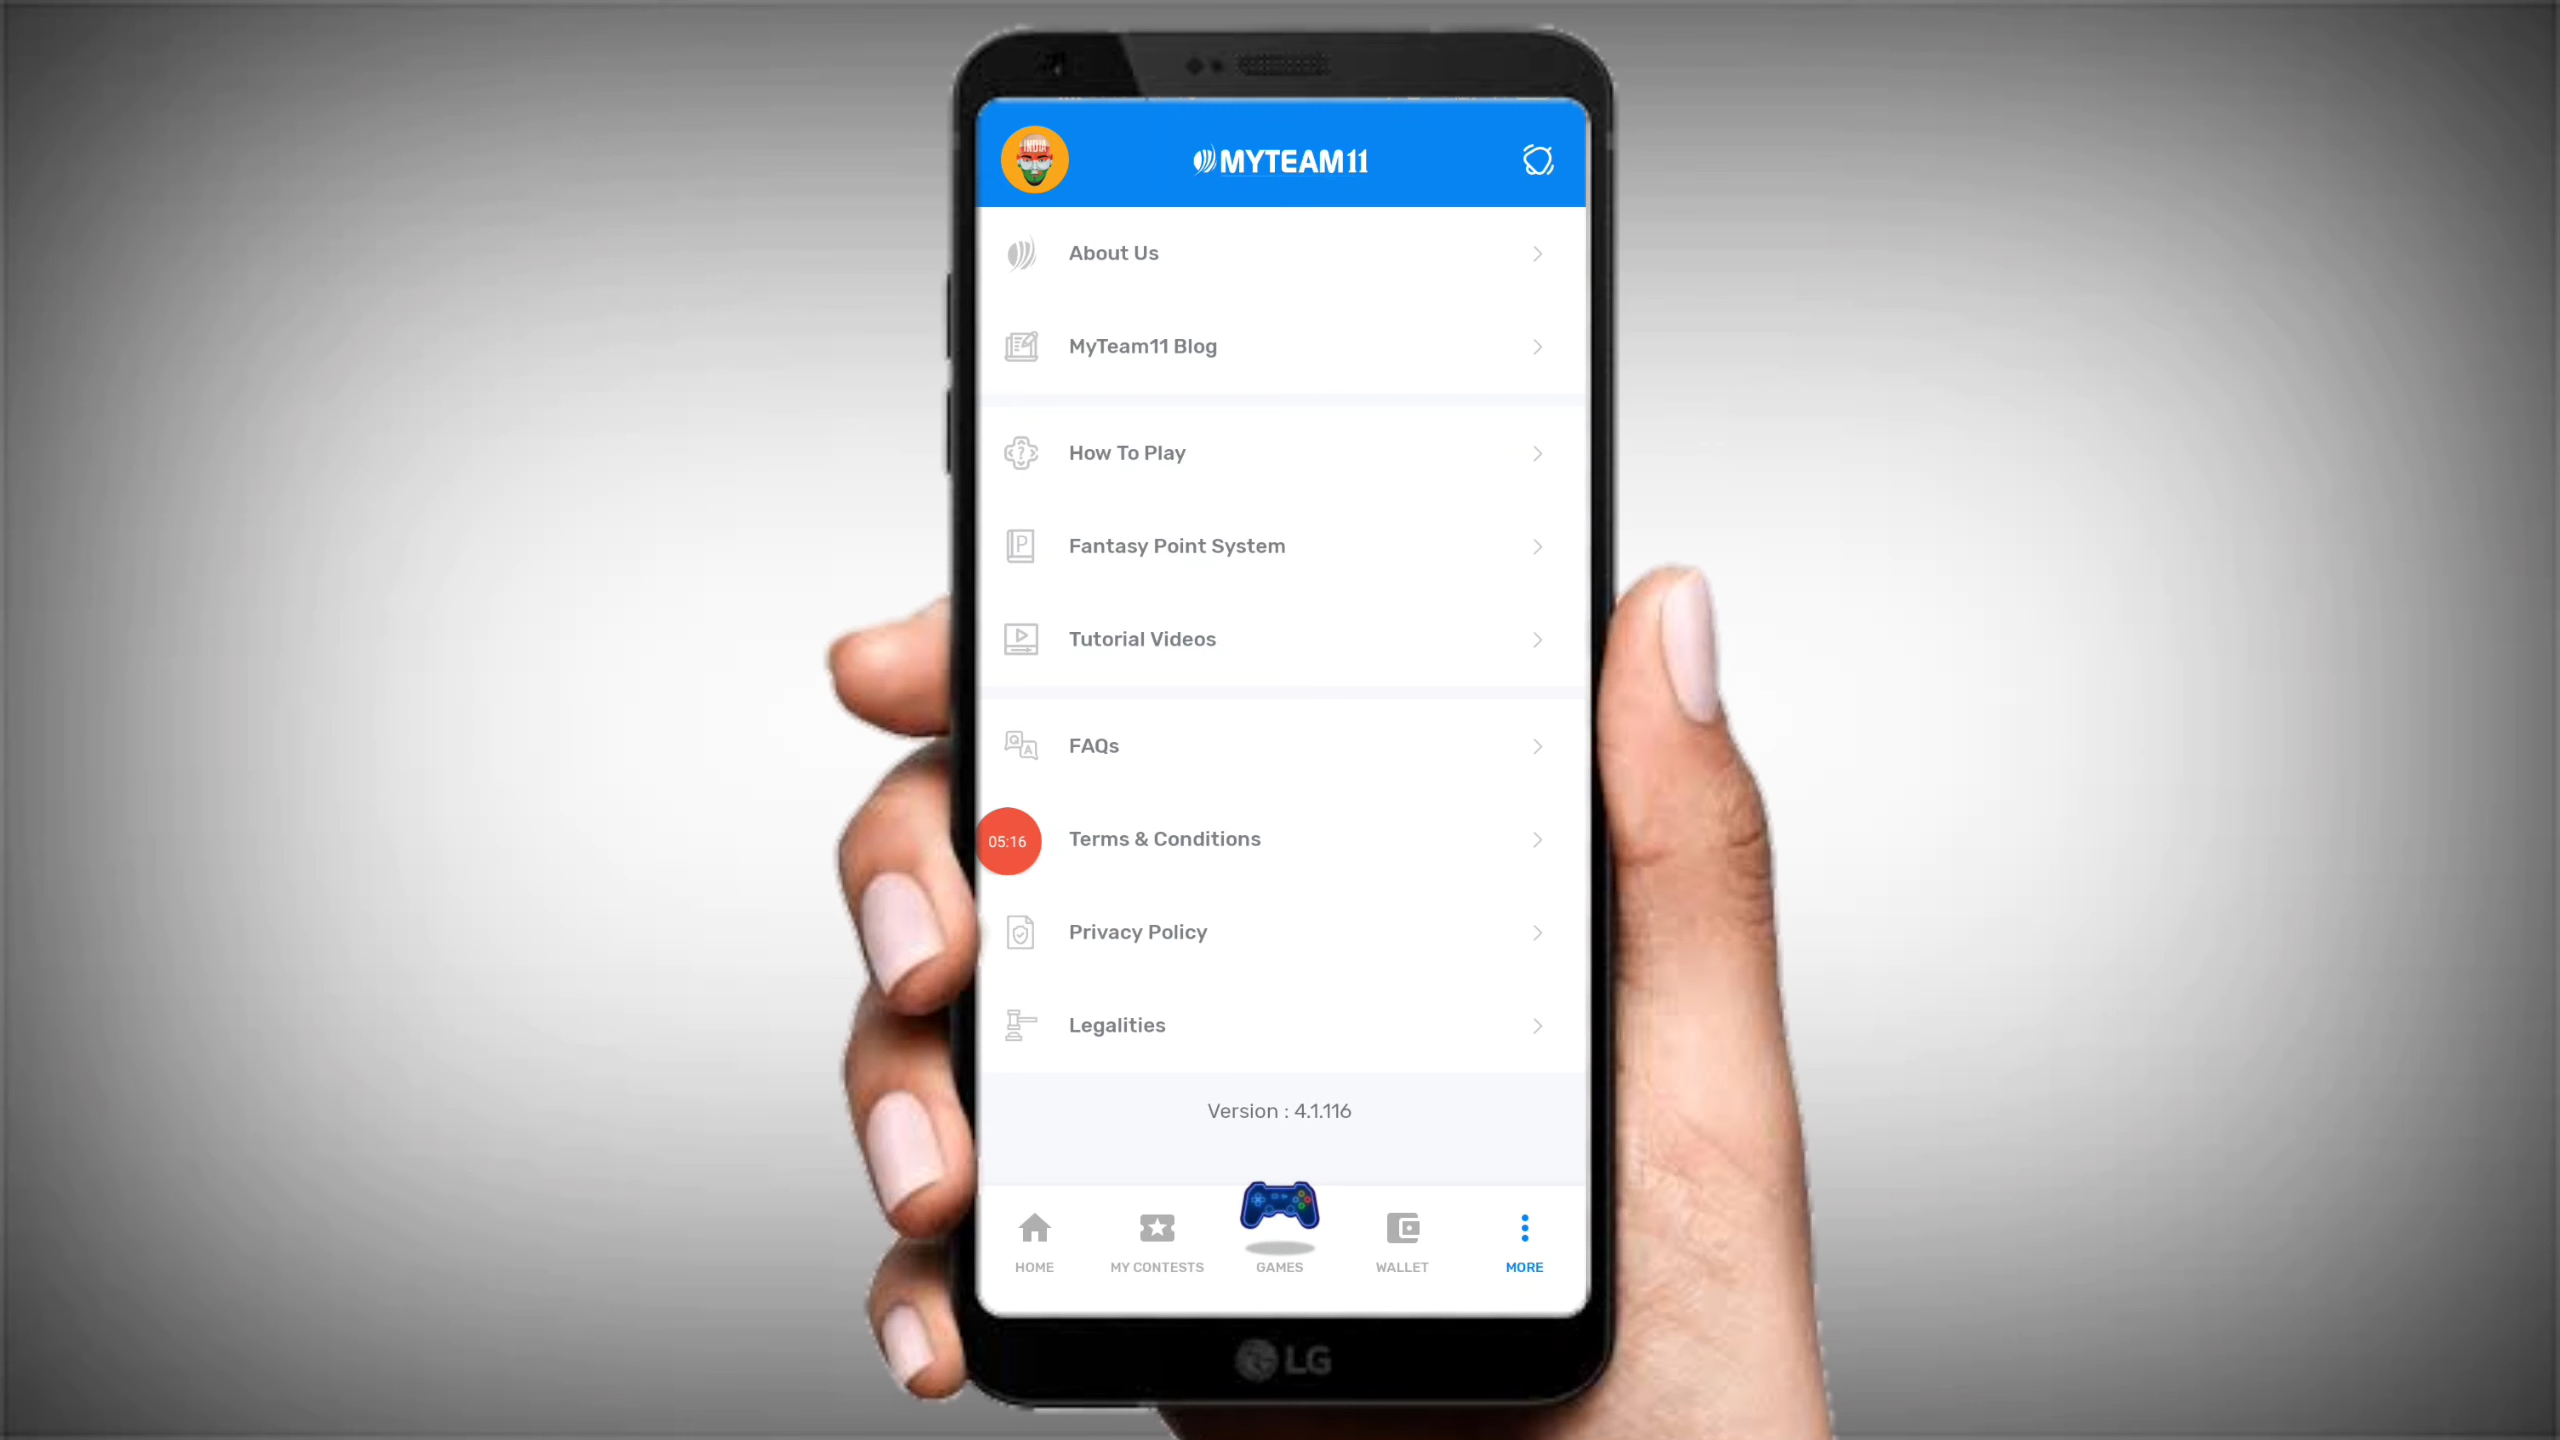 INDIA
MYTEAM11
About Us
MyTeam11 Blog
How To Play
Fantasy Point System
P
Tutorial Videos
FAQs
Q
A
05:16
Terms & Conditions
Privacy Policy
Legalities
Version : 4.1.116
HOME
MY CONTESTS
GAMES
WALLET
MORE
LG